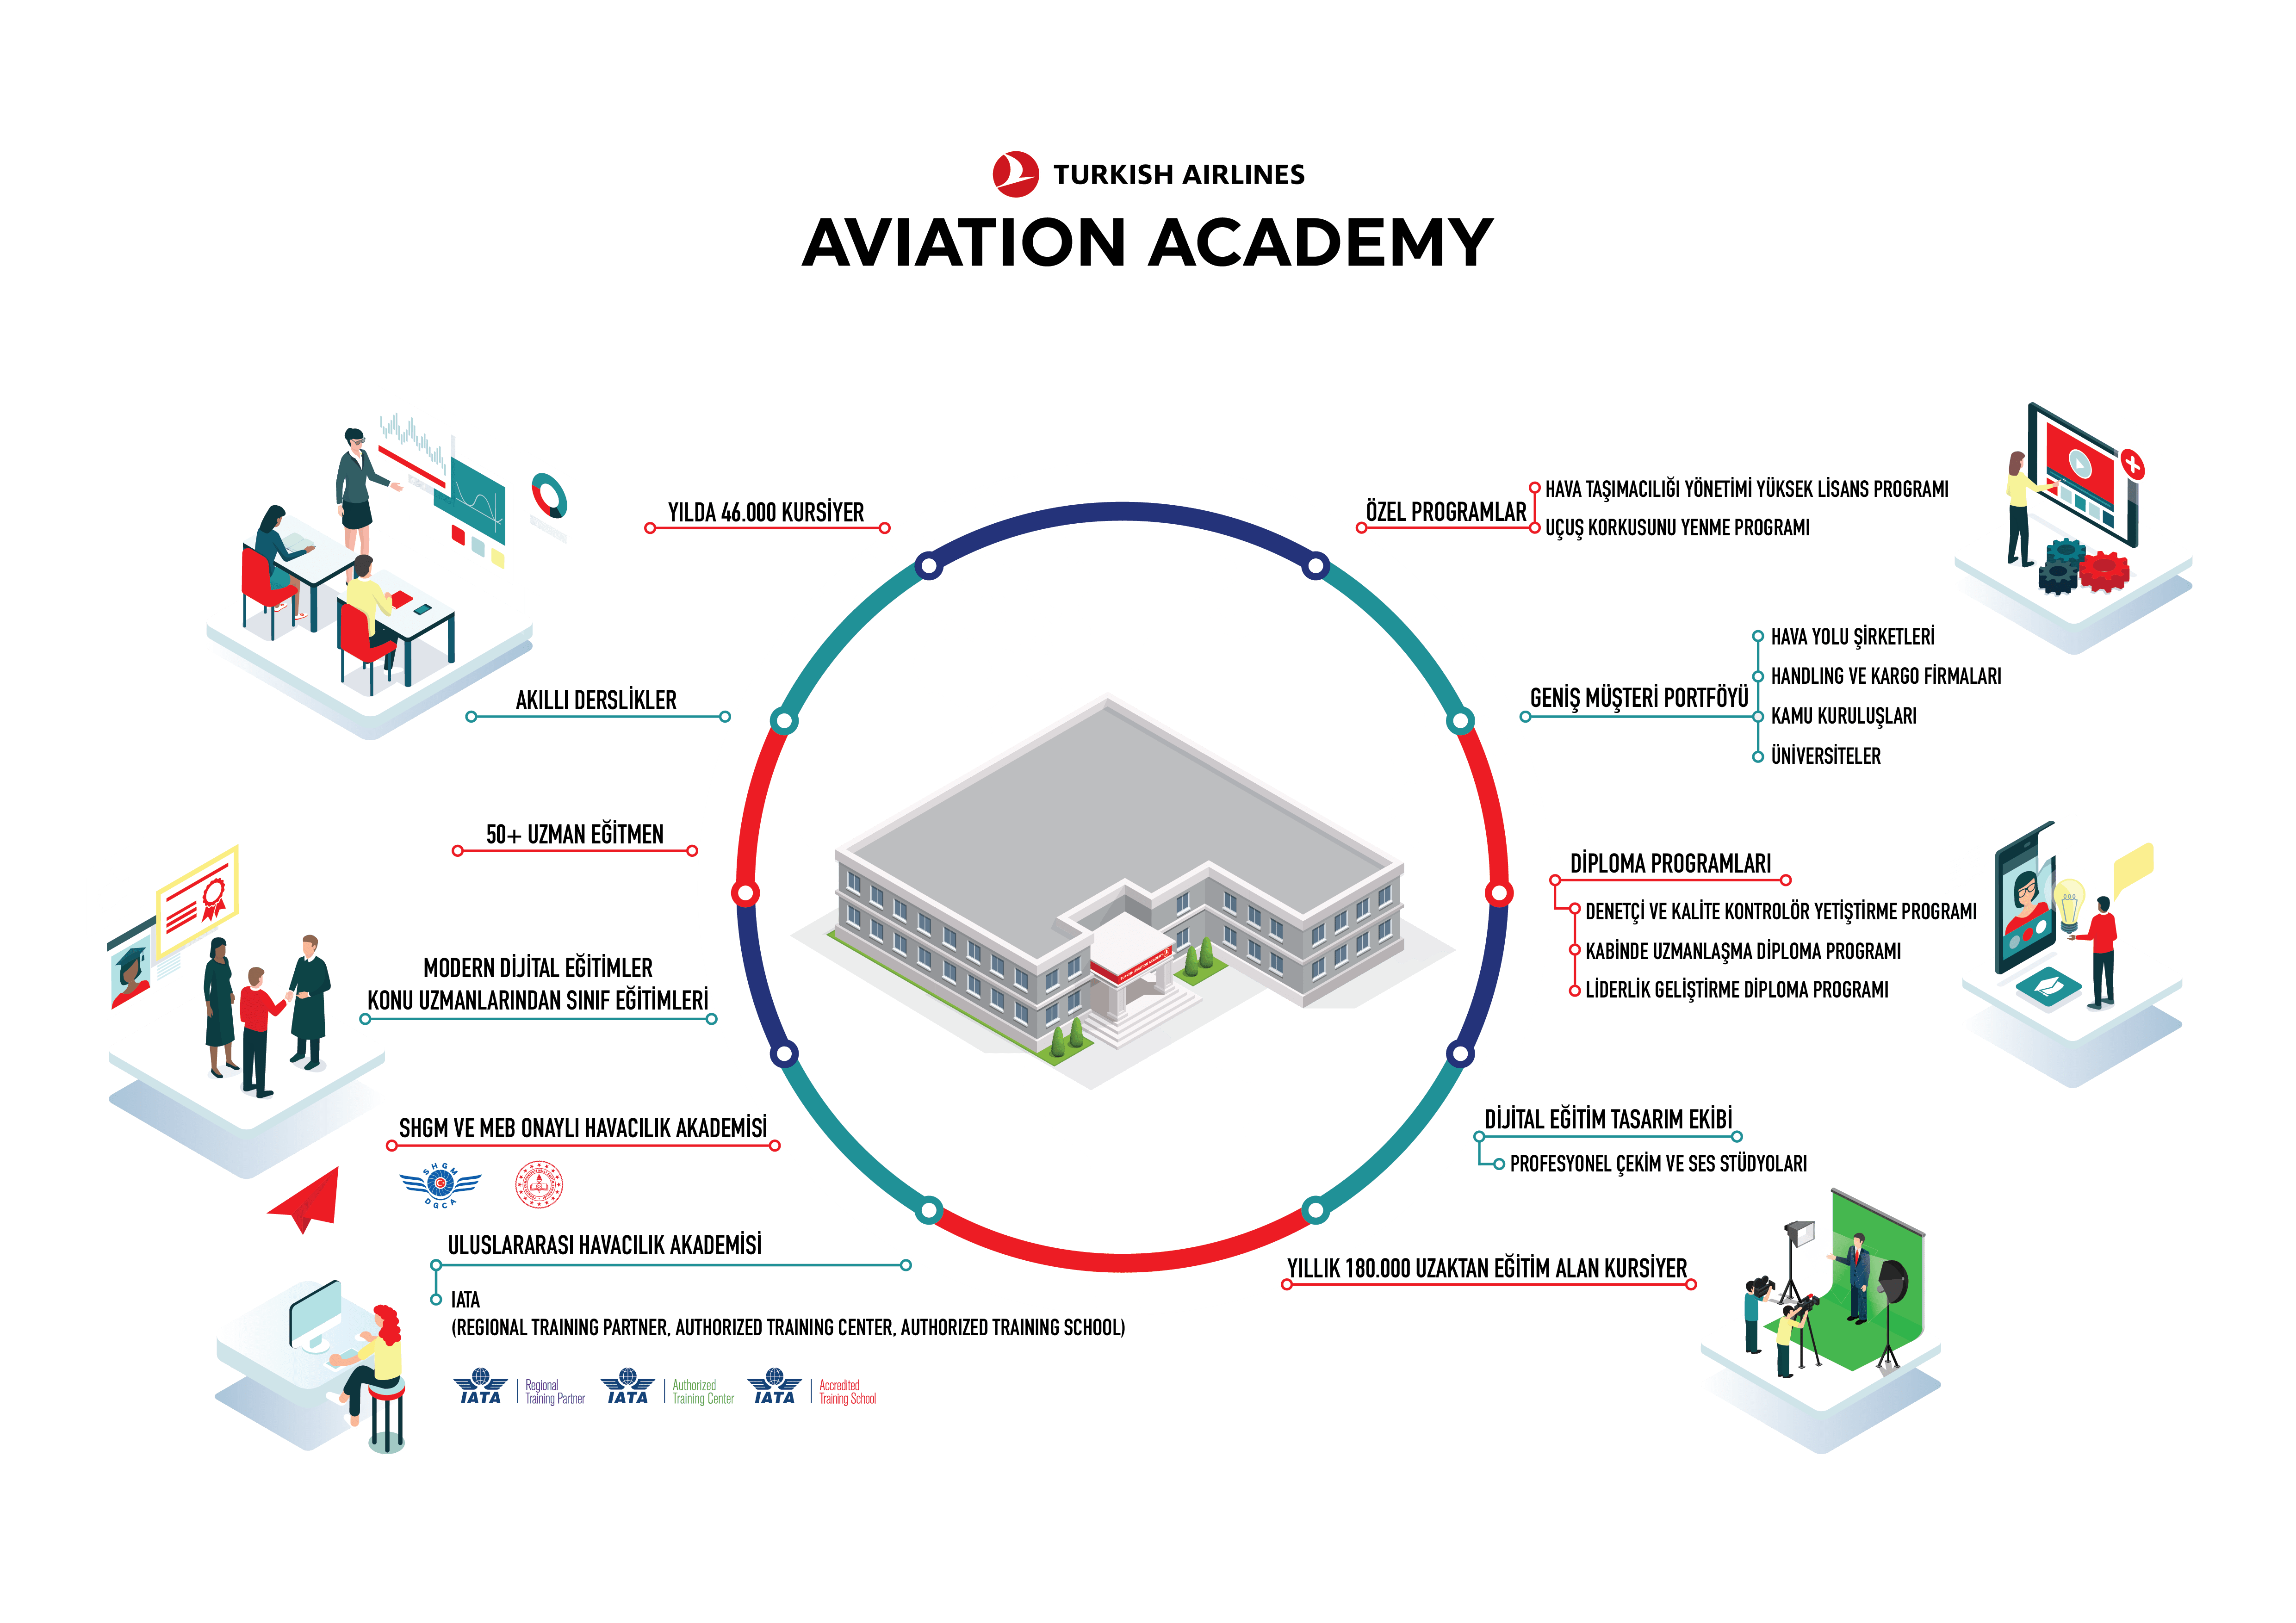 TURKISH AIRLINES
AVIATION ACADEMY
YILDA 46.000 KURSİYER
AKILLI DERSLİKLER
50+ UZMAN EĞİTMEN
MODERN DİJİTAL EĞİTİMLER
KONU UZMANLARINDAN SINIF EĞİTİMLERİ
SHGM VE MEB ONAYLI HAVACILIK AKADEMİSİ
SHGM
DGCA
ULUSLARARASI HAVACILIK AKADEMİSİ
IATA
(REGIONAL TRAINING PARTNER, AUTHORIZED TRAINING CENTER, AUTHORIZED TRAINING SCHOOL)
IATA
Regional
Training Partner
IATA
Authorized
Training Center
IATA
Accredited
Training School
ÖZEL PROGRAMLAR
HAVA TAŞIMACILIĞI YÖNETİMİ YÜKSEK LİSANS PROGRAMI
UÇUŞ KORKUSUNU YENME PROGRAMI
GENİŞ MÜŞTERİ PORTFÖYÜ
HAVA YOLU ŞİRKETLERİ
HANDLING VE KARGO FİRMALARI
KAMU KURULUŞLARI
ÜNİVERSİTELER
DİPLOMA PROGRAMLARI
DENETÇİ VE KALİTE KONTROLÖR YETİŞTİRME PROGRAMI
KABİNDE UZMANLAŞMA DİPLOMA PROGRAMI
LİDERLİK GELİŞTİRME DİPLOMA PROGRAMI
DİJİTAL EĞİTİM TASARIM EKİBİ
PROFESYONEL ÇEKİM VE SES STÜDYOLARI
YILLIK 180.000 UZAKTAN EĞİTİM ALAN KURSİYER